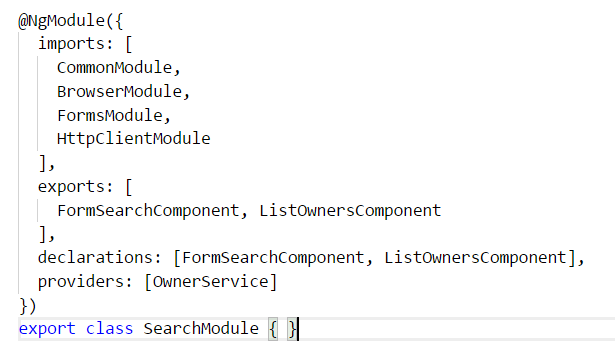 @NgModule({
  imports: [
    CommonModule,
    BrowserModule,
    FormsModule,
    HttpClientModule
  ],
  exports: [
    FormSearchComponent, ListOwnersComponent
  ],
  declarations: [FormSearchComponent, ListOwnersComponent],
  providers: [OwnerService]
})
export class SearchModule { }